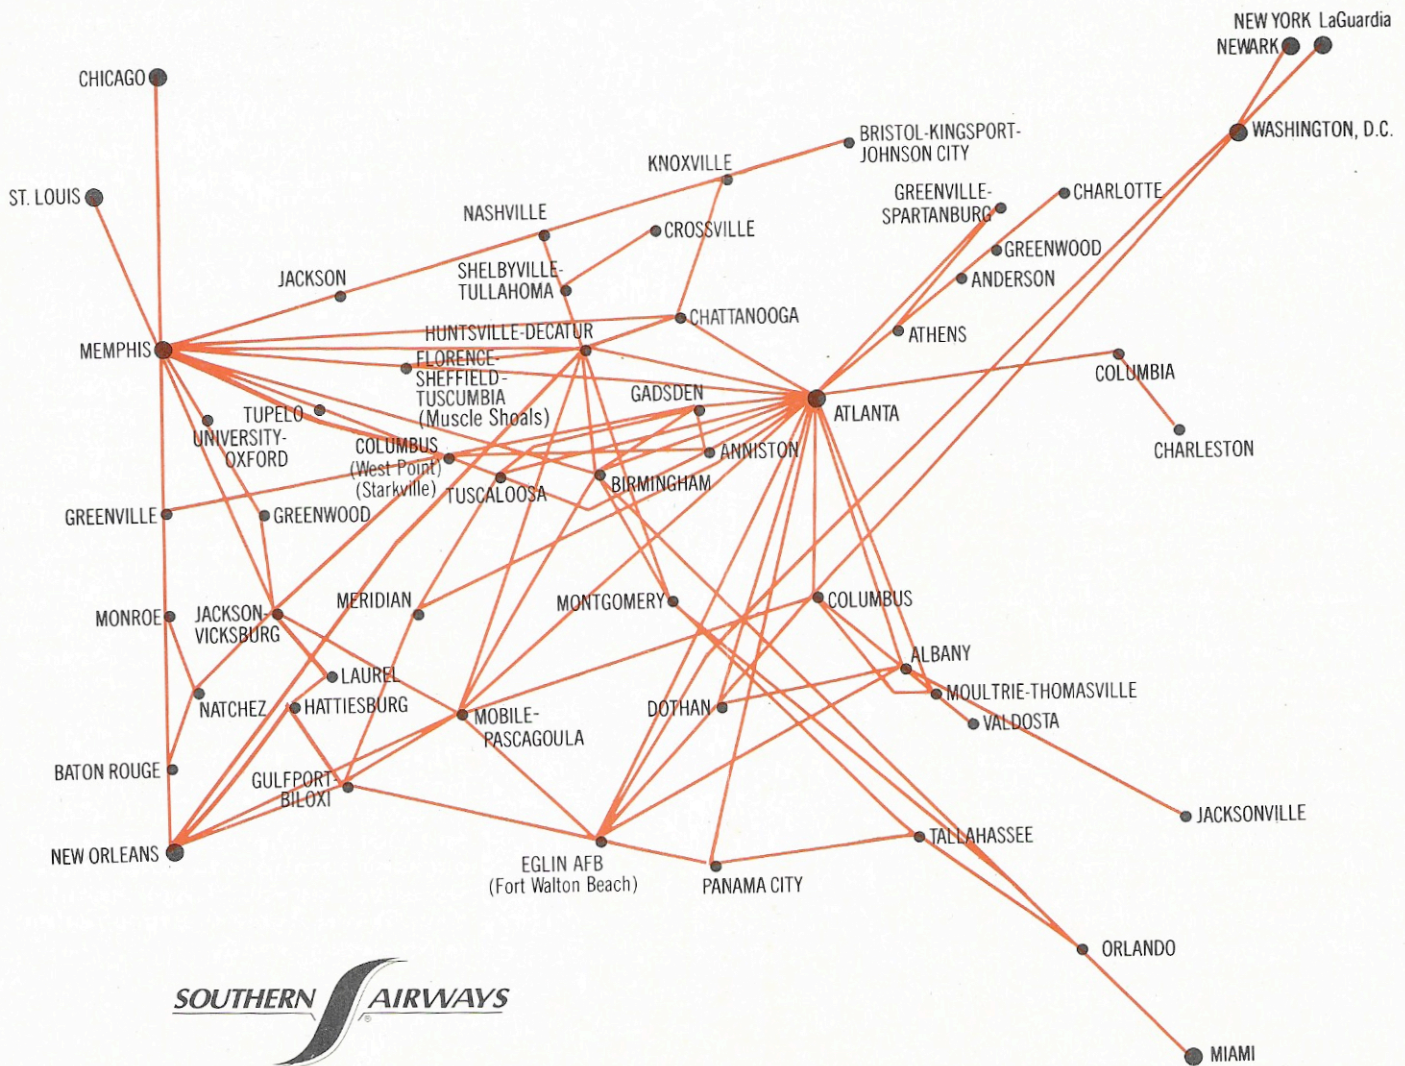 NEW YORK LaGuardia
NEWARK
CHICAGO
WASHINGTON, D.C.
BRISTOL-KINGSPORT-
JOHNSON CITY
KNOXVILLE
ST. LOUIS
GREENVILLE-
SPARTANBURG
CHARLOTTE
NASHVILLE
CROSSVILLE
GREENWOOD
SHELBYVILLE-
TULLAHOMA
JACKSON
ANDERSON
CHATTANOOGA
HUNTSVILLE-DECATUR
ATHENS
MEMPHIS
FLORENCE-
SHEFFIELD-
TUSCUMBIA
(Muscle Shoals)
COLUMBIA
GADSDEN
ATLANTA
TUPELO
UNIVERSITY-
OXFORD
COLUMBUS
(West Point)
(Starkville)
ANNISTON
CHARLESTON
TUSCALOOSA
BIRMINGHAM
GREENVILLE
GREENWOOD
MONROE
JACKSON-
VICKSBURG
MERIDIAN
MONTGOMERY
COLUMBUS
ALBANY
LAUREL
MOULTRIE-THOMASVILLE
NATCHEZ
HATTIESBURG
MOBILE-
PASCAGOULA
DOTHAN
VALDOSTA
BATON ROUGE
GULFPORT-
BILOXI
JACKSONVILLE
NEW ORLEANS
EGLIN AFB
(Fort Walton Beach)
PANAMA CITY
TALLAHASSEE
ORLANDO
SOUTHERN AIRWAYS
®
MIAMI